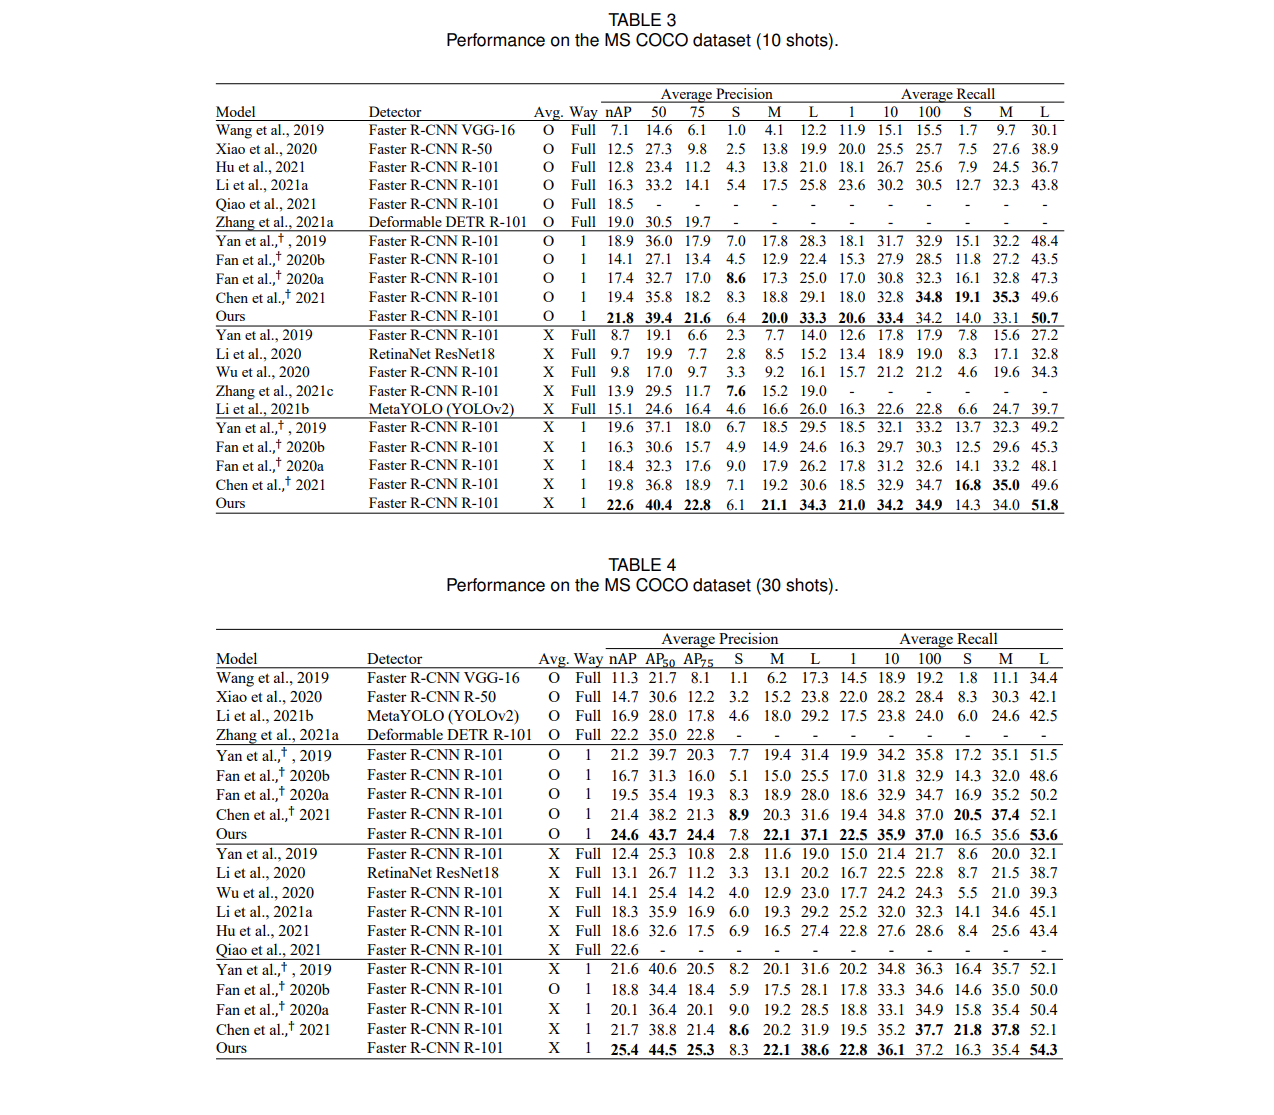 TABLE 3
Performance on the MS COCO dataset (10 shots).
Average Precision Average Recall
Model Detector Avg. Way nAP 50 75 S M L 1 10 100 S M L
Wang et al., 2019 Faster R-CNN VGG-16 O Full 7.1 14.6 6.1 1.0 4.1 12.2 11.9 15.1 15.5 1.7 9.7 30.1
Xiao et al., 2020 Faster R-CNN R-50 O Full 12.5 27.3 9.8 2.5 13.8 19.9 20.0 25.5 25.7 7.5 27.6 38.9
Hu et al., 2021 Faster R-CNN R-101 O Full 12.8 23.4 11.2 4.3 13.8 21.0 18.1 26.7 25.6 7.9 24.5 36.7
Li et al., 2021a Faster R-CNN R-101 O Full 16.3 33.2 14.1 5.4 17.5 25.8 23.6 30.2 30.5 12.7 32.3 43.8
Qiao et al., 2021 Faster R-CNN R-101 O Full 18.5 - - - - - - - - - - -
Zhang et al., 2021a Deformable DETR R-101 O Full 19.0 30.5 19.7 - - - - - - - - -
Yan et al.,† , 2019 Faster R-CNN R-101 O 1 18.9 36.0 17.9 7.0 17.8 28.3 18.1 31.7 32.9 15.1 32.2 48.4
Fan et al.,† 2020b Faster R-CNN R-101 O 1 14.1 27.1 13.4 4.5 12.9 22.4 15.3 27.9 28.5 11.8 27.2 43.5
Fan et al.,† 2020a Faster R-CNN R-101 O 1 17.4 32.7 17.0 8.6 17.3 25.0 17.0 30.8 32.3 16.1 32.8 47.3
Chen et al.,† 2021 Faster R-CNN R-101 O 1 19.4 35.8 18.2 8.3 18.8 29.1 18.0 32.8 34.8 19.1 35.3 49.6
Ours Faster R-CNN R-101 O 1 21.8 39.4 21.6 6.4 20.0 33.3 20.6 33.4 34.2 14.0 33.1 50.7
Yan et al., 2019 Faster R-CNN R-101 X Full 8.7 19.1 6.6 2.3 7.7 14.0 12.6 17.8 17.9 7.8 15.6 27.2
Li et al., 2020 RetinaNet ResNet18 X Full 9.7 19.9 7.7 2.8 8.5 15.2 13.4 18.9 19.0 8.3 17.1 32.8
Wu et al., 2020 Faster R-CNN R-101 X Full 9.8 17.0 9.7 3.3 9.2 16.1 15.7 21.2 21.2 4.6 19.6 34.3
Zhang et al., 2021c Faster R-CNN R-101 X Full 13.9 29.5 11.7 7.6 15.2 19.0 - - - - - -
Li et al., 2021b MetaYOLO (YOLOv2) X Full 15.1 24.6 16.4 4.6 16.6 26.0 16.3 22.6 22.8 6.6 24.7 39.7
Yan et al.,† , 2019 Faster R-CNN R-101 X 1 19.6 37.1 18.0 6.7 18.5 29.5 18.5 32.1 33.2 13.7 32.3 49.2
Fan et al.,† 2020b Faster R-CNN R-101 X 1 16.3 30.6 15.7 4.9 14.9 24.6 16.3 29.7 30.3 12.5 29.6 45.3
Fan et al.,† 2020a Faster R-CNN R-101 X 1 18.4 32.3 17.6 9.0 17.9 26.2 17.8 31.2 32.6 14.1 33.2 48.1
Chen et al.,† 2021 Faster R-CNN R-101 X 1 19.8 36.8 18.9 7.1 19.2 30.6 18.5 32.9 34.7 16.8 35.0 49.6
Ours Faster R-CNN R-101 X 1 22.6 40.4 22.8 6.1 21.1 34.3 21.0 34.2 34.9 14.3 34.0 51.8
TABLE 4
Performance on the MS COCO dataset (30 shots).
Average Precision Average Recall
Model Detector Avg. Way nAP AP50 AP75 S M L 1 10 100 S M L
Wang et al., 2019 Faster R-CNN VGG-16 O Full 11.3 21.7 8.1 1.1 6.2 17.3 14.5 18.9 19.2 1.8 11.1 34.4
Xiao et al., 2020 Faster R-CNN R-50 O Full 14.7 30.6 12.2 3.2 15.2 23.8 22.0 28.2 28.4 8.3 30.3 42.1
Li et al., 2021b MetaYOLO (YOLOv2) O Full 16.9 28.0 17.8 4.6 18.0 29.2 17.5 23.8 24.0 6.0 24.6 42.5
Zhang et al., 2021a Deformable DETR R-101 O Full 22.2 35.0 22.8 - - - - - - - - -
Yan et al.,† , 2019 Faster R-CNN R-101 O 1 21.2 39.7 20.3 7.7 19.4 31.4 19.9 34.2 35.8 17.2 35.1 51.5
Fan et al.,† 2020b Faster R-CNN R-101 O 1 16.7 31.3 16.0 5.1 15.0 25.5 17.0 31.8 32.9 14.3 32.0 48.6
Fan et al.,† 2020a Faster R-CNN R-101 O 1 19.5 35.4 19.3 8.3 18.9 28.0 18.6 32.9 34.7 16.9 35.2 50.2
Chen et al.,† 2021 Faster R-CNN R-101 O 1 21.4 38.2 21.3 8.9 20.3 31.6 19.4 34.8 37.0 20.5 37.4 52.1
Ours Faster R-CNN R-101 O 1 24.6 43.7 24.4 7.8 22.1 37.1 22.5 35.9 37.0 16.5 35.6 53.6
Yan et al., 2019 Faster R-CNN R-101 X Full 12.4 25.3 10.8 2.8 11.6 19.0 15.0 21.4 21.7 8.6 20.0 32.1
Li et al., 2020 RetinaNet ResNet18 X Full 13.1 26.7 11.2 3.3 13.1 20.2 16.7 22.5 22.8 8.7 21.5 38.7
Wu et al., 2020 Faster R-CNN R-101 X Full 14.1 25.4 14.2 4.0 12.9 23.0 17.7 24.2 24.3 5.5 21.0 39.3
Li et al., 2021a Faster R-CNN R-101 X Full 18.3 35.9 16.9 6.0 19.3 29.2 25.2 32.0 32.3 14.1 34.6 45.1
Hu et al., 2021 Faster R-CNN R-101 X Full 18.6 32.6 17.5 6.9 16.5 27.4 22.8 27.6 28.6 8.4 25.6 43.4
Qiao et al., 2021 Faster R-CNN R-101 X Full 22.6 - - - - - - - - - - -
Yan et al.,† , 2019 Faster R-CNN R-101 X 1 21.6 40.6 20.5 8.2 20.1 31.6 20.2 34.8 36.3 16.4 35.7 52.1
Fan et al.,† 2020b Faster R-CNN R-101 O 1 18.8 34.4 18.4 5.9 17.5 28.1 17.8 33.3 34.6 14.6 35.0 50.0
Fan et al.,† 2020a Faster R-CNN R-101 X 1 20.1 36.4 20.1 9.0 19.2 28.5 18.8 33.1 34.9 15.8 35.4 50.4
Chen et al.,† 2021 Faster R-CNN R-101 X 1 21.7 38.8 21.4 8.6 20.2 31.9 19.5 35.2 37.7 21.8 37.8 52.1
Ours Faster R-CNN R-101 X 1 25.4 44.5 25.3 8.3 22.1 38.6 22.8 36.1 37.2 16.3 35.4 54.3